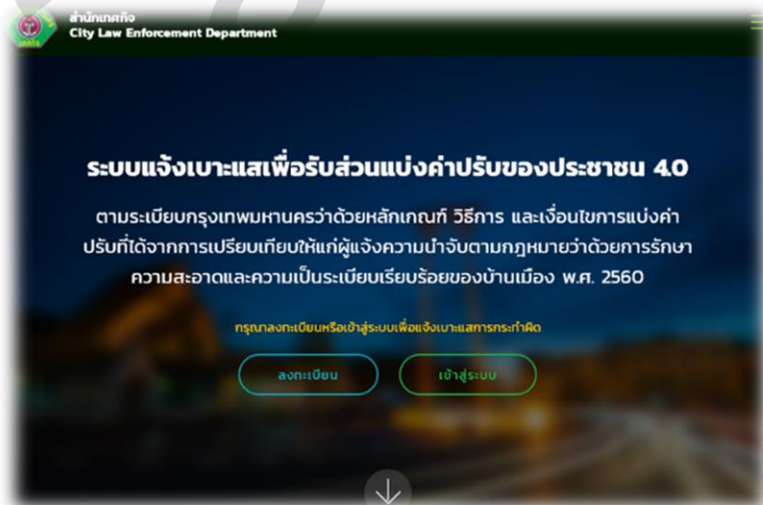 สำนักเทศกิจ
City Law Enforcement Department
ระบบแจ้งเบาะแสเพื่อรับส่วนแบ่งค่าปรับของประชาชน 4.0
ตามระเบียบกรุงเทพมหานครว่าด้วยหลักเกณฑ์ วิธีการ และเงื่อนไขการแบ่งค่า
ปรับที่ได้จากการเปรียบเทียบให้แก่ผู้แจ้งความนำจับตามกฎหมายว่าด้วยการรักษา
ความสะอาดและความเป็นระเบียบเรียบร้อยของบ้านเมือง พ.ศ. 2560
กรุณาลงทะเบียนหรือเข้าสู่ระบบเพื่อแจ้งเบาะแสการกระทำผิด
ลงทะเบียน
เข้าสู่ระบบ